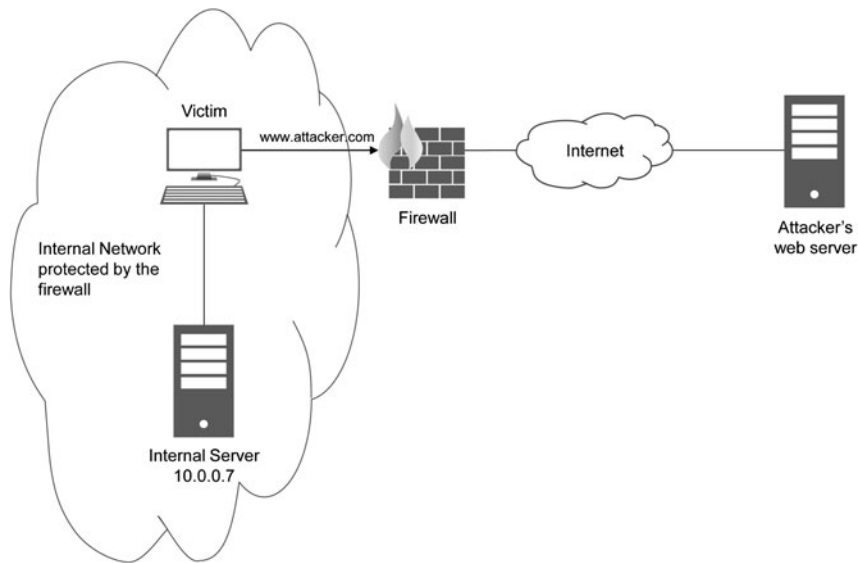 Victim
www.attacker.com
Internet
Firewall
Attacker's
web server
Internal Network
protected by the
firewall
Internal Server
10.0.0.7